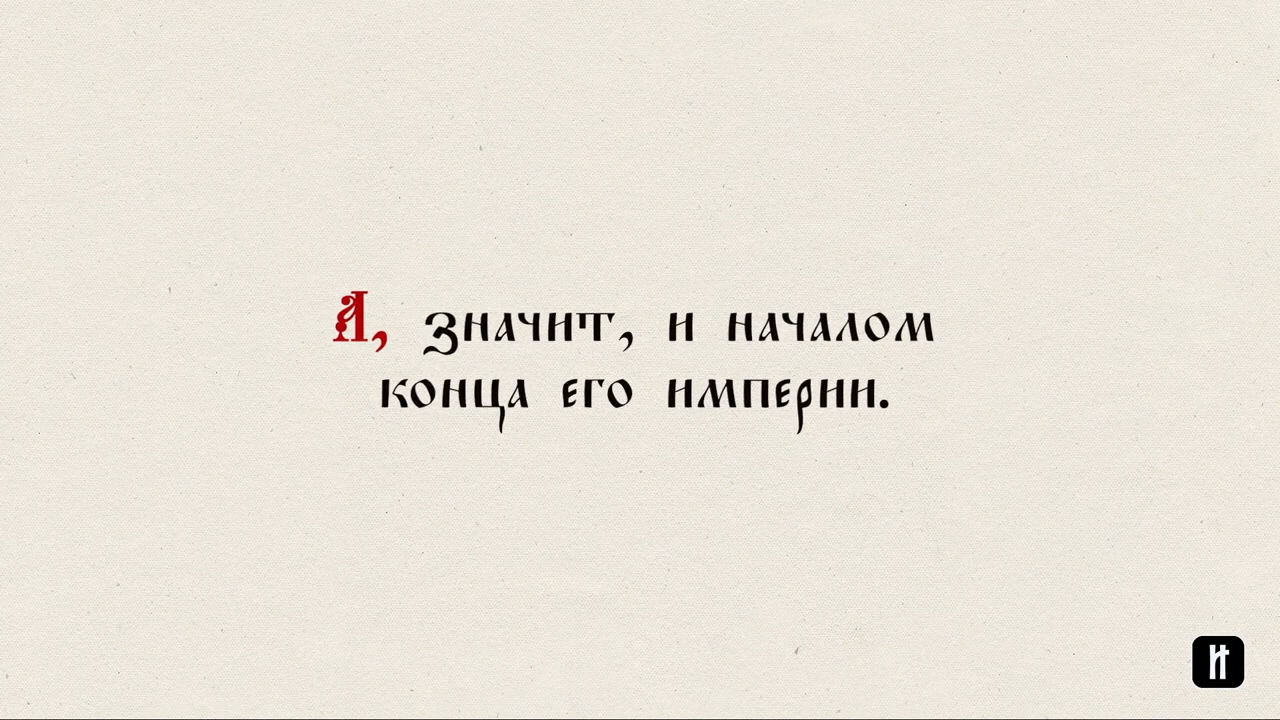 А, значит, и началом
конца его империи.